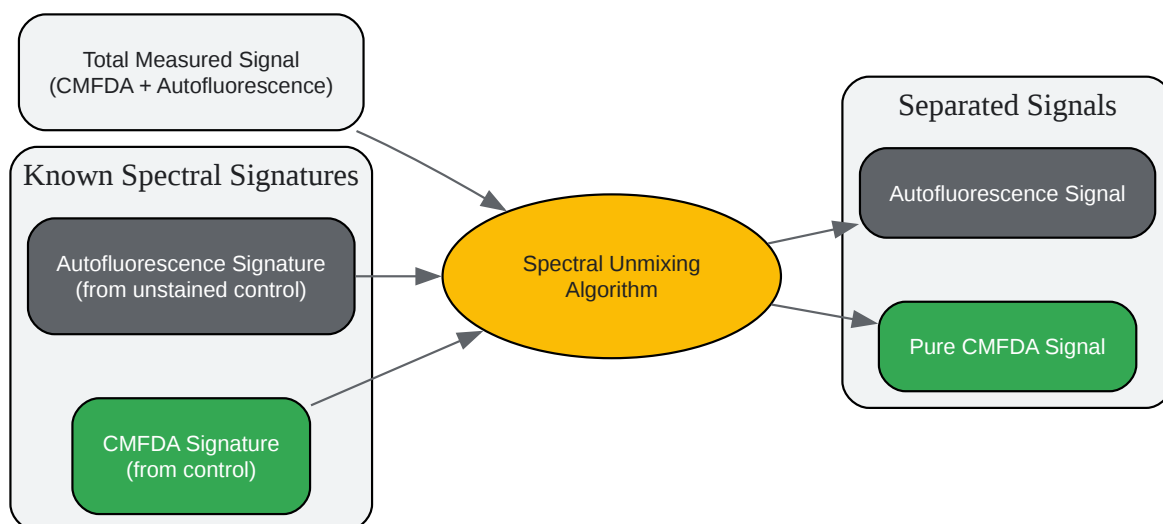 Total Measured Signal
(CMFDA + Autofluorescence)
Known Spectral Signatures
Autofluorescence Signature
(from unstained control)
CMFDA Signature
(from control)
Spectral Unmixing
Algorithm
Separated Signals
Autofluorescence Signal
Pure CMFDA Signal